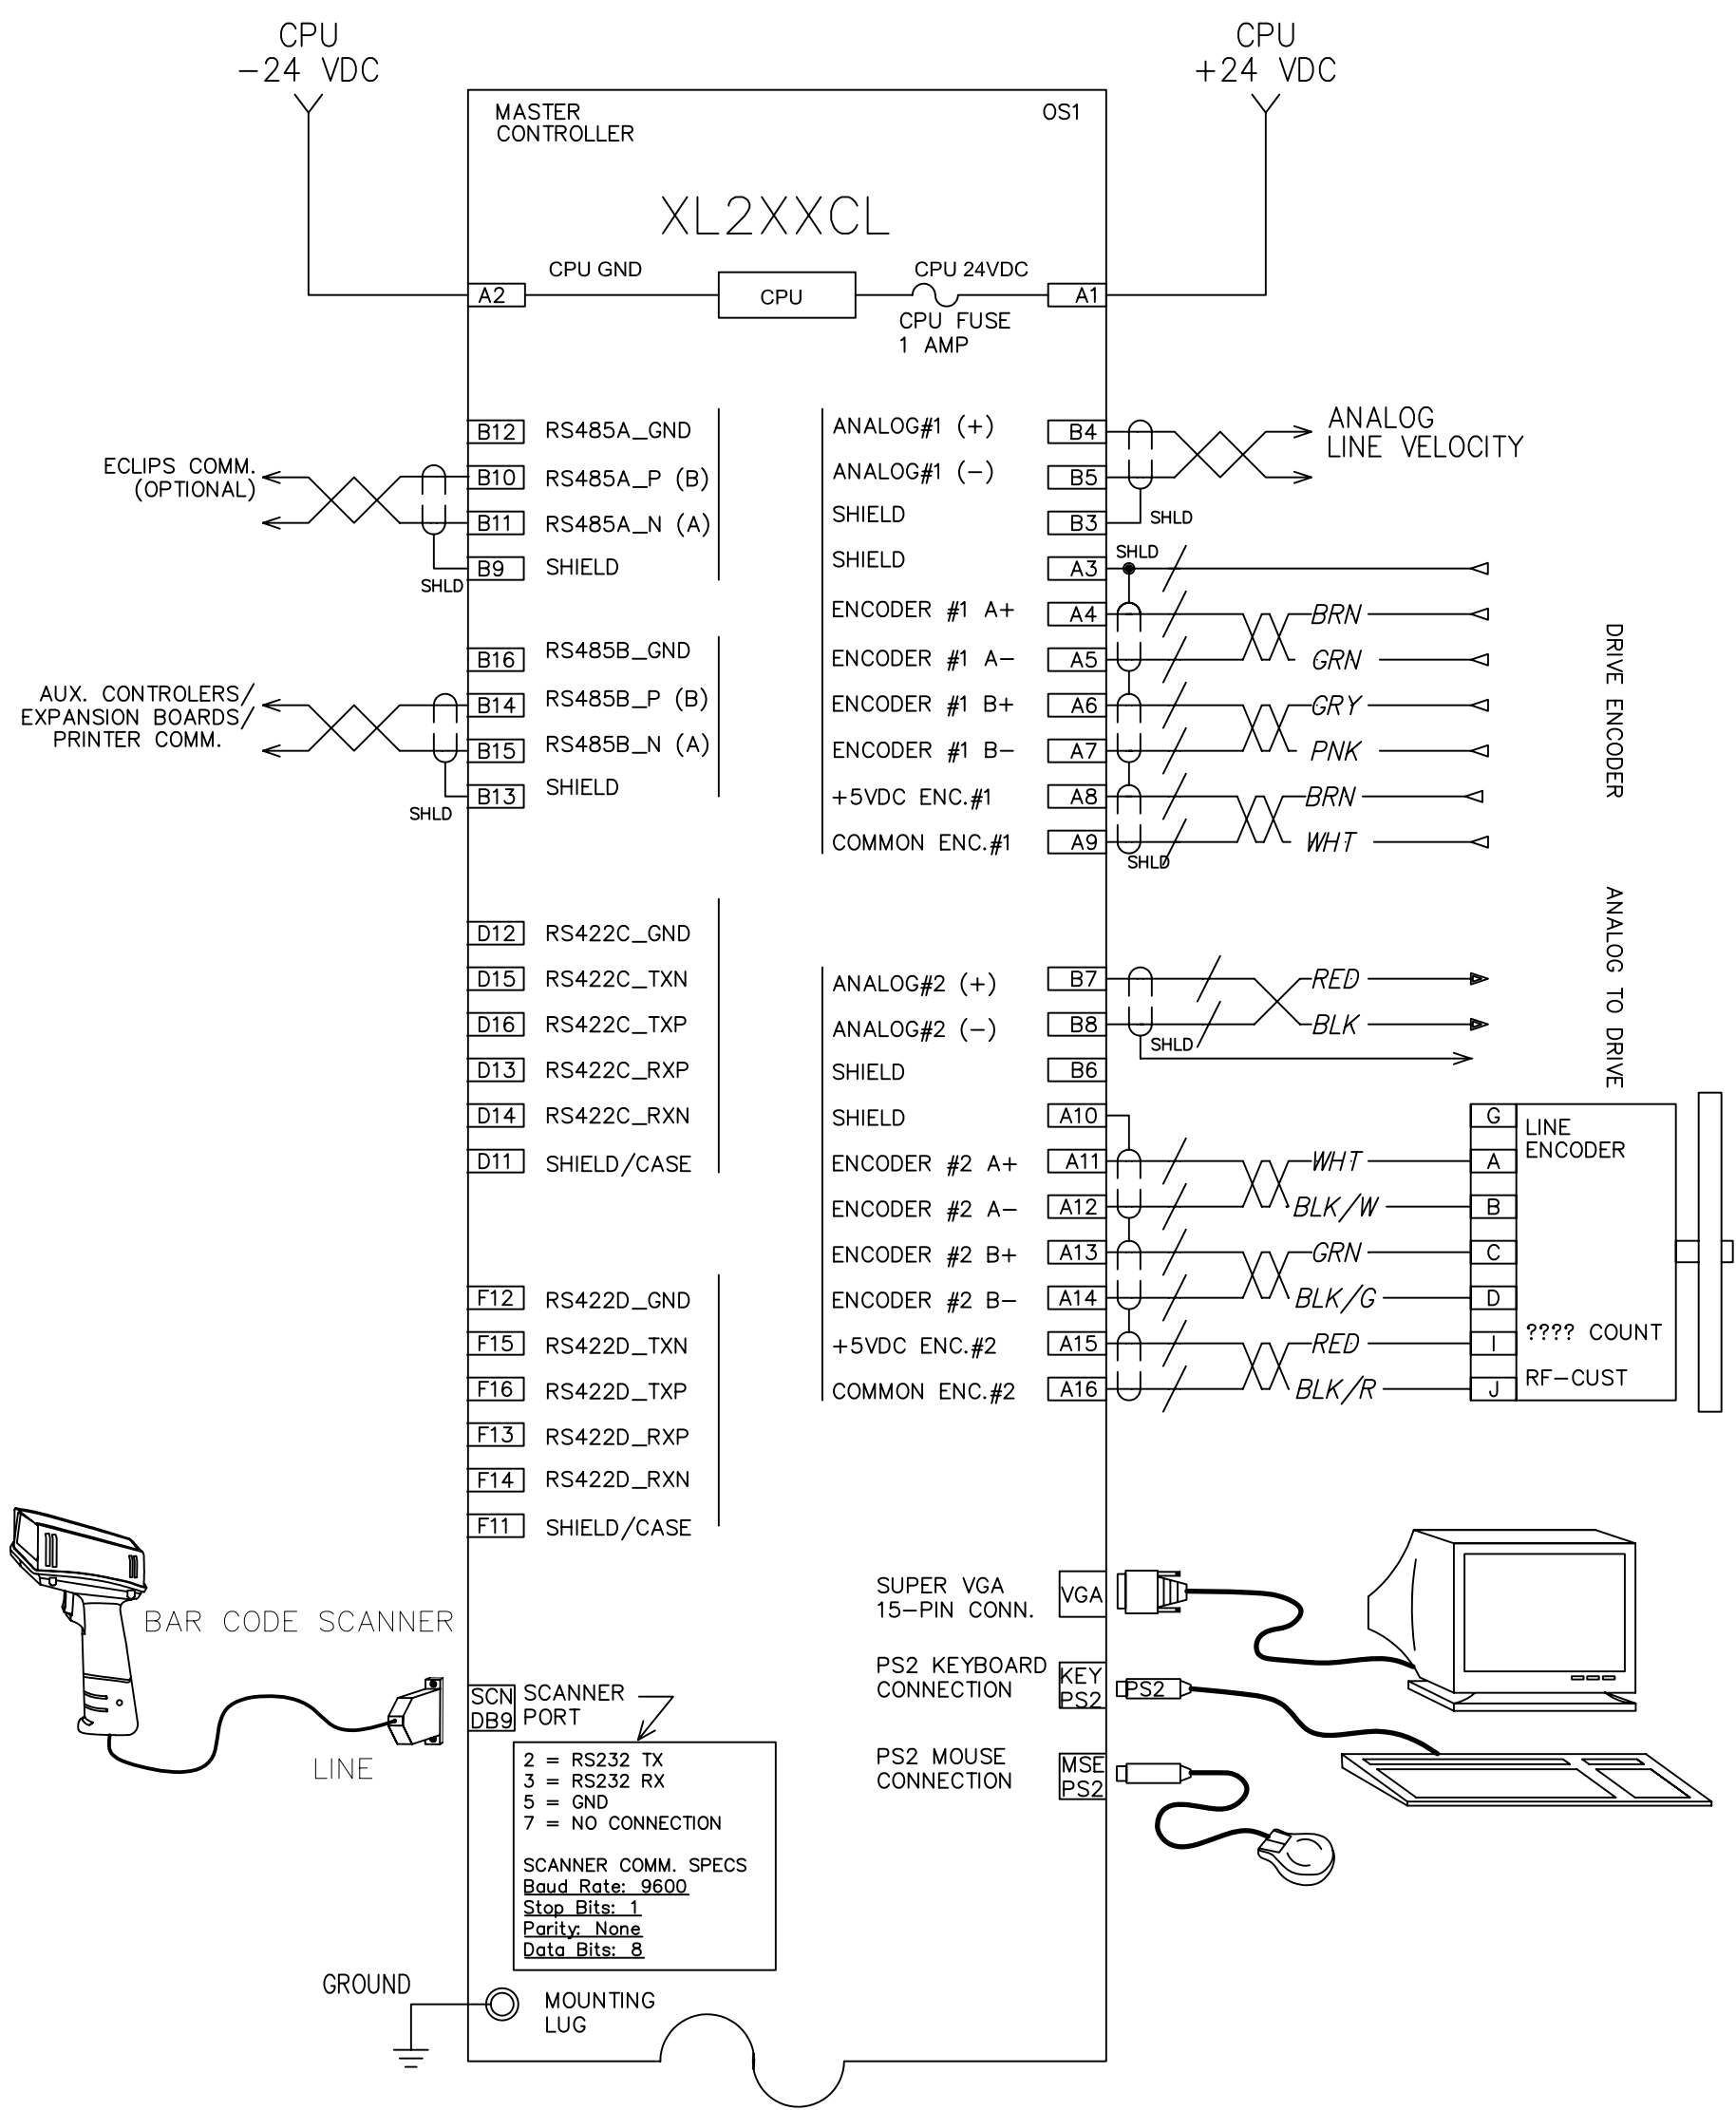 CPU
-24 VDC
CPU
+24 VDC
MASTER
CONTROLLER
OS1
XL2XXCL
CPU GND
CPU 24VDC
A2
CPU
A1
CPU FUSE
1 AMP
B12 RS485A_GND
B10 RS485A_P (B)
B11 RS485A_N (A)
B9 SHIELD
ECLIPS COMM.
(OPTIONAL)
SHLD
B16 RS485B_GND
B14 RS485B_P (B)
B15 RS485B_N (A)
B13 SHIELD
AUX. CONTROLERS/
EXPANSION BOARDS/
PRINTER COMM.
SHLD
D12 RS422C_GND
D15 RS422C_TXN
D16 RS422C_TXP
D13 RS422C_RXP
D14 RS422C_RXN
D11 SHIELD/CASE
F12 RS422D_GND
F15 RS422D_TXN
F16 RS422D_TXP
F13 RS422D_RXP
F14 RS422D_RXN
F11 SHIELD/CASE
ANALOG#1 (+) B4
ANALOG#1 (-) B5
SHIELD B3
SHLD
ANALOG
LINE VELOCITY
SHIELD A3
SHLD
ENCODER #1 A+ A4 BRN
ENCODER #1 A- A5 GRN
ENCODER #1 B+ A6 GRY
ENCODER #1 B- A7 PNK
+5VDC ENC.#1 A8 BRN
COMMON ENC.#1 A9 WHT
SHLD
DRIVE ENCODER
ANALOG#2 (+) B7 RED
ANALOG#2 (-) B8 BLK
SHLD
SHIELD B6
ANALOG TO DRIVE
SHIELD A10 G
ENCODER #2 A+ A11 WHT A
ENCODER #2 A- A12 BLK/W B
ENCODER #2 B+ A13 GRN C
ENCODER #2 B- A14 BLK/G D
+5VDC ENC.#2 A15 RED I
COMMON ENC.#2 A16 BLK/R J
LINE
ENCODER
???? COUNT
RF-CUST
BAR CODE SCANNER
LINE
SCN
DB9
SCANNER
PORT
2 = RS232 TX
3 = RS232 RX
5 = GND
7 = NO CONNECTION
SCANNER COMM. SPECS
Baud Rate: 9600
Stop Bits: 1
Parity: None
Data Bits: 8
SUPER VGA
15-PIN CONN.
VGA
PS2 KEYBOARD
CONNECTION
KEY
PS2
PS2
PS2 MOUSE
CONNECTION
MSE
PS2
GROUND
MOUNTING
LUG